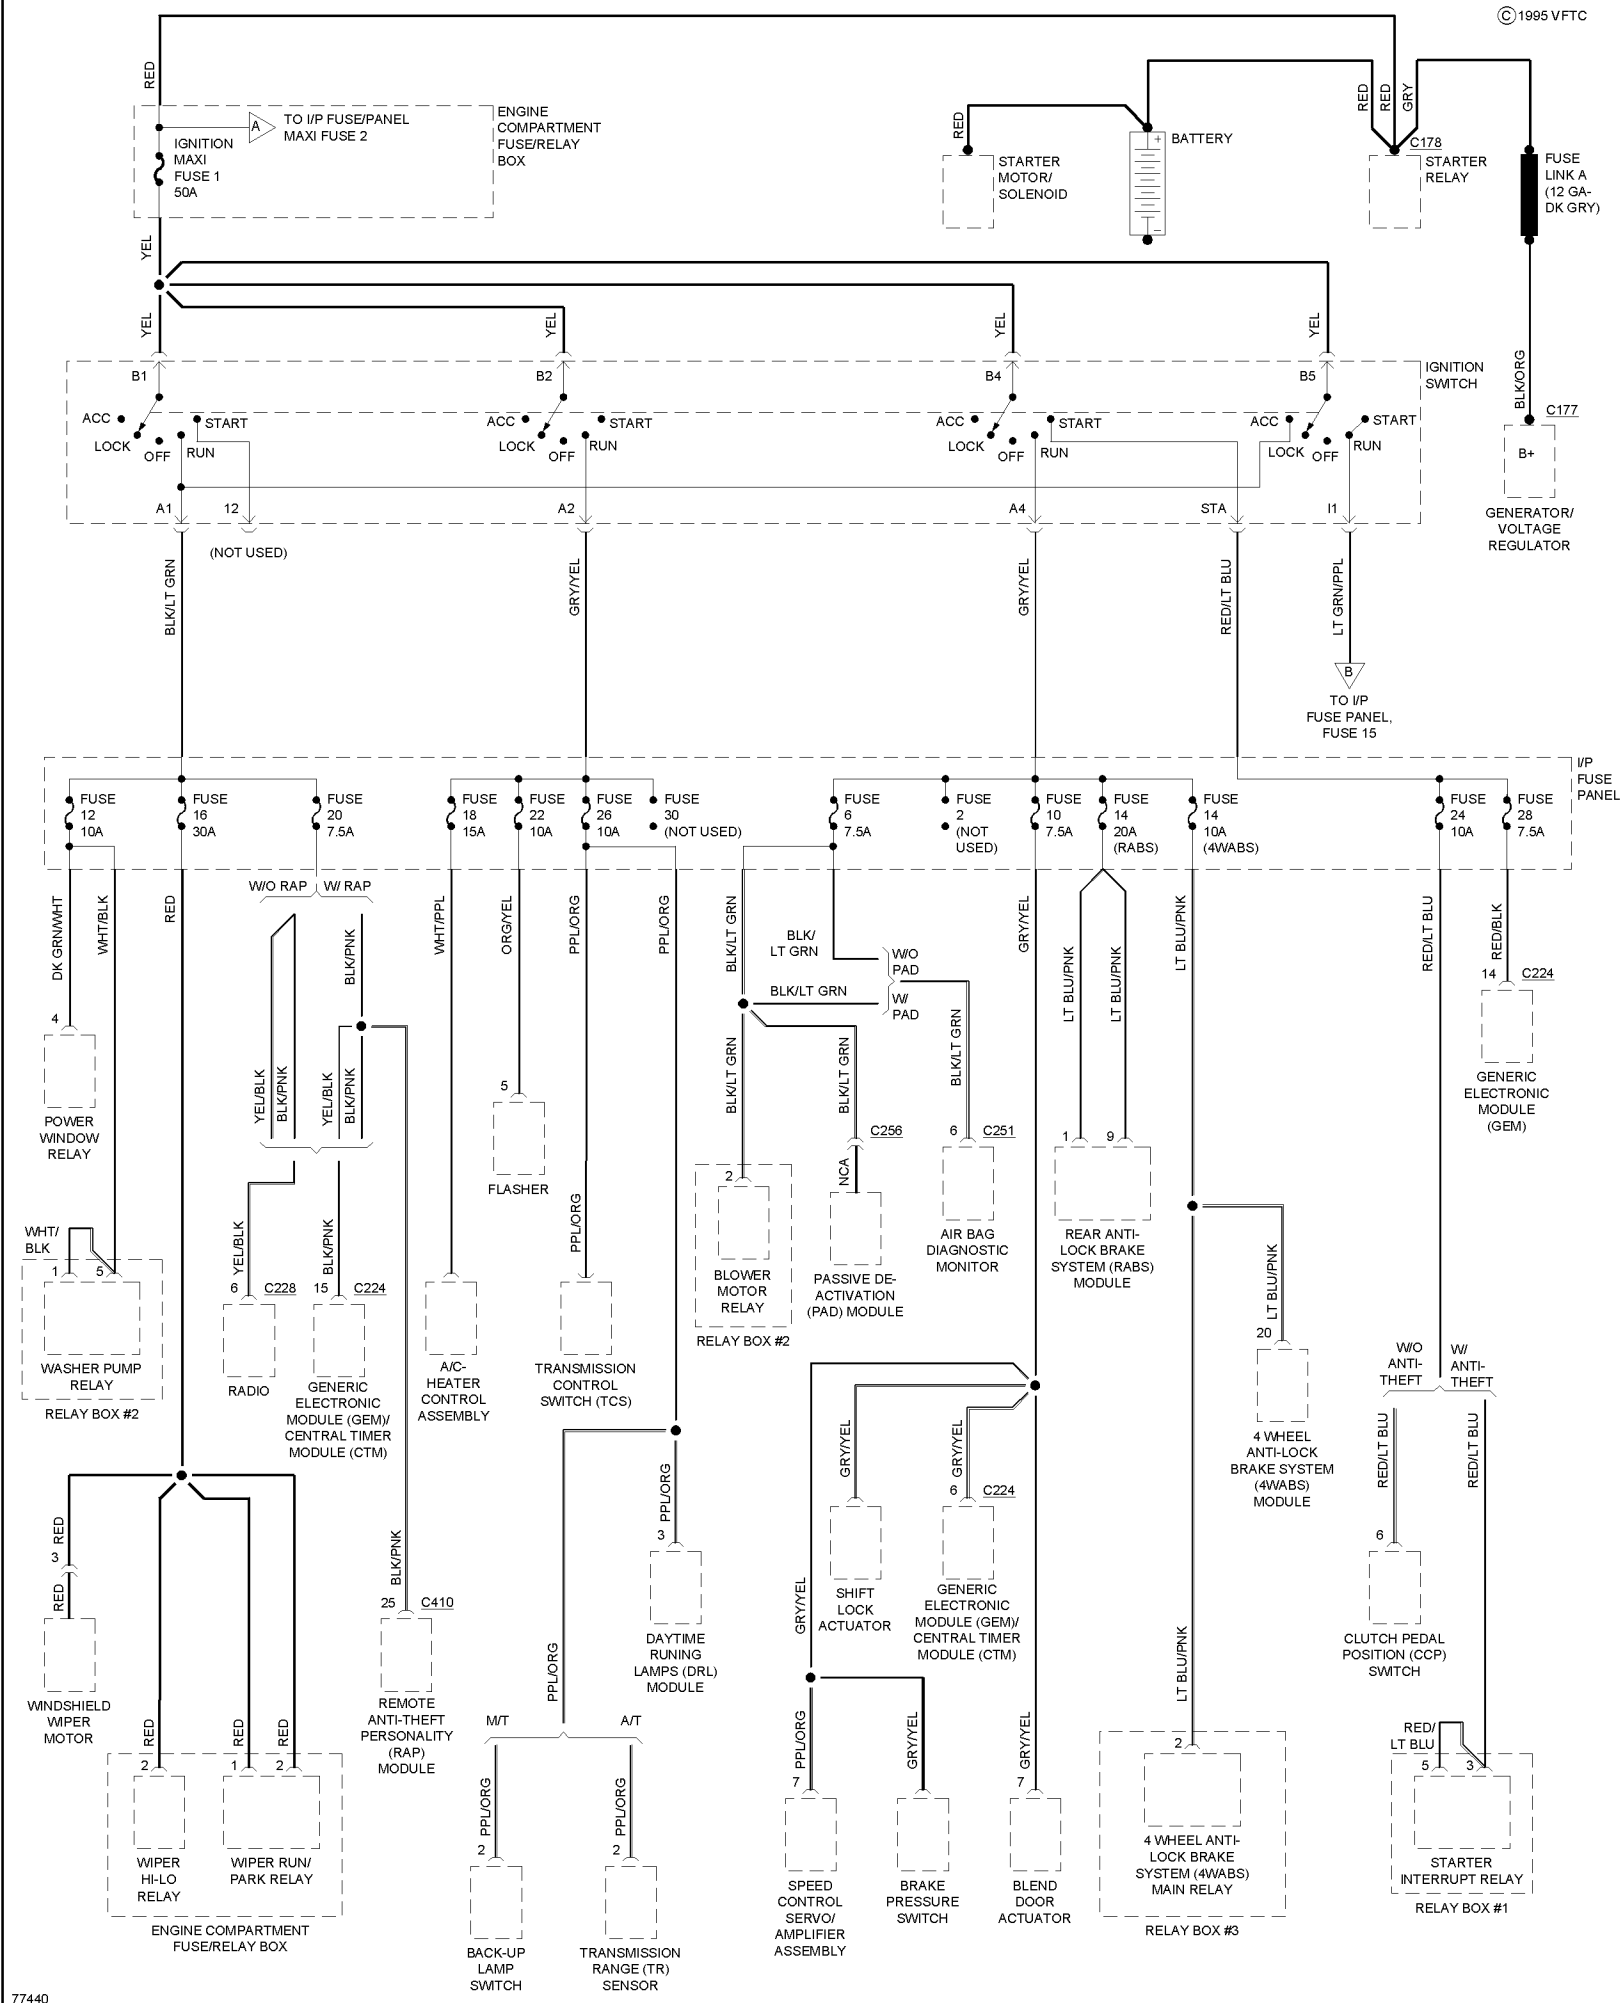 © 1995 VFTC
RED
TO I/P FUSE/PANEL
MAXI FUSE 2
A
IGNITION
MAXI
FUSE 1
50A
ENGINE
COMPARTMENT
FUSE/RELAY
BOX
RED
STARTER
MOTOR/
SOLENOID
+
BATTERY
-
RED
RED
GRY
C178
STARTER
RELAY
FUSE
LINK A
(12 GA-
DK GRY)
YEL
YEL
YEL
YEL
YEL
BLK/ORG
C177
B+
GENERATOR/
VOLTAGE
REGULATOR
IGNITION
SWITCH
B1
B2
B4
B5
ACC
START
LOCK
OFF
RUN
ACC
START
LOCK
OFF
RUN
ACC
START
LOCK
OFF
RUN
ACC
START
LOCK
OFF
RUN
A1
12
A2
A4
STA
I1
(NOT USED)
BLK/LT GRN
GRY/YEL
GRY/YEL
RED/LT BLU
LT GRN/PPL
B
TO I/P
FUSE PANEL,
FUSE 15
I/P
FUSE
PANEL
FUSE
12
10A
FUSE
16
30A
FUSE
20
7.5A
FUSE
18
15A
FUSE
22
10A
FUSE
26
10A
FUSE
30
(NOT USED)
FUSE
6
7.5A
FUSE
2
(NOT
USED)
FUSE
10
7.5A
FUSE
14
20A
(RABS)
FUSE
14
10A
(4WABS)
FUSE
24
10A
FUSE
28
7.5A
DK GRN/WHT
WHT/BLK
RED
W/O RAP
W/ RAP
BLK/PNK
WHT/PPL
ORG/YEL
PPL/ORG
PPL/ORG
BLK/LT GRN
BLK/
LT GRN
W/O
PAD
BLK/LT GRN
W/
PAD
GRY/YEL
LT BLU/PNK
LT BLU/PNK
LT BLU/PNK
RED/LT BLU
RED/BLK
14
C224
GENERIC
ELECTRONIC
MODULE
(GEM)
4
POWER
WINDOW
RELAY
YEL/BLK
BLK/PNK
YEL/BLK
BLK/PNK
5
FLASHER
BLK/LT GRN
BLK/LT GRN
BLK/LT GRN
C256
6
C251
NCA
AIR BAG
DIAGNOSTIC
MONITOR
1
9
REAR ANTI-
LOCK BRAKE
SYSTEM (RABS)
MODULE
2
BLOWER
MOTOR
RELAY
RELAY BOX #2
PASSIVE DE-
ACTIVATION
(PAD) MODULE
WHT/
BLK
1
5
WASHER PUMP
RELAY
RELAY BOX #2
YEL/BLK
6
C228
RADIO
BLK/PNK
15
C224
GENERIC
ELECTRONIC
MODULE (GEM)/
CENTRAL TIMER
MODULE (CTM)
A/C-
HEATER
CONTROL
ASSEMBLY
PPL/ORG
TRANSMISSION
CONTROL
SWITCH (TCS)
LT BLU/PNK
20
4 WHEEL
ANTI-LOCK
BRAKE SYSTEM
(4WABS)
MODULE
W/O
ANTI-
THEFT
W/
ANTI-
THEFT
RED/LT BLU
RED/LT BLU
6
CLUTCH PEDAL
POSITION (CCP)
SWITCH
GRY/YEL
GRY/YEL
6
C224
SHIFT
LOCK
ACTUATOR
GENERIC
ELECTRONIC
MODULE (GEM)/
CENTRAL TIMER
MODULE (CTM)
PPL/ORG
3
DAYTIME
RUNING
LAMPS (DRL)
MODULE
RED
3
RED
WINDSHIELD
WIPER
MOTOR
BLK/PNK
25
C410
REMOTE
ANTI-THEFT
PERSONALITY
(RAP)
MODULE
RED
RED
RED
2
1
2
WIPER
HI-LO
RELAY
WIPER RUN/
PARK RELAY
ENGINE COMPARTMENT
FUSE/RELAY BOX
PPL/ORG
M/T
A/T
PPL/ORG
PPL/ORG
2
2
BACK-UP
LAMP
SWITCH
TRANSMISSION
RANGE (TR)
SENSOR
GRY/YEL
PPL/ORG
GRY/YEL
GRY/YEL
7
7
SPEED
CONTROL
SERVO/
AMPLIFIER
ASSEMBLY
BRAKE
PRESSURE
SWITCH
BLEND
DOOR
ACTUATOR
LT BLU/PNK
2
4 WHEEL ANTI-
LOCK BRAKE
SYSTEM (4WABS)
MAIN RELAY
RELAY BOX #3
RED/
LT BLU
5
3
STARTER
INTERRUPT RELAY
RELAY BOX #1
77440